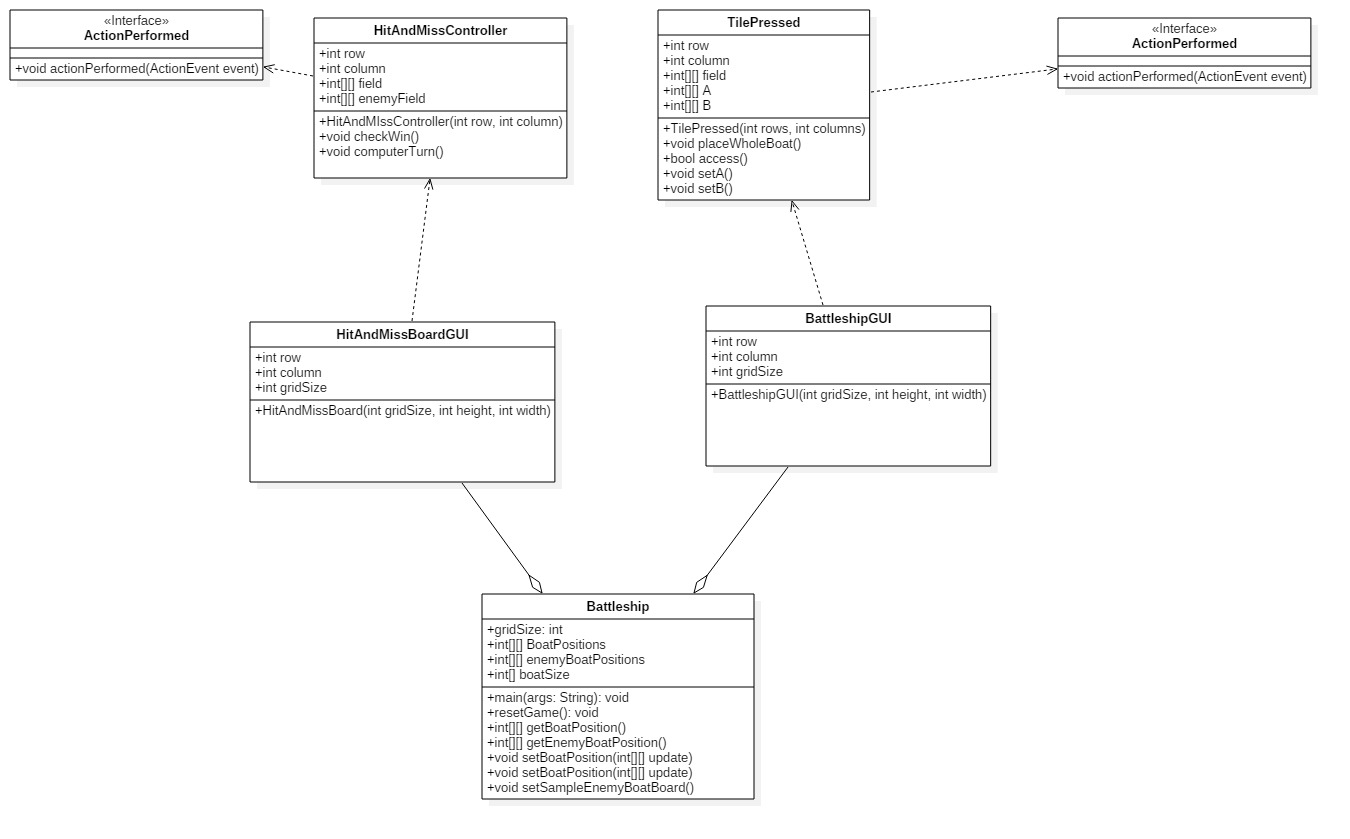 «Interface»
ActionPerformed
+void actionPerformed(ActionEvent event)
HitAndMissController
+int row
+int column
+int[][] field
+int[][] enemyField
+HitAndMIssController(int row, int column)
+void checkWin()
+void computerTurn()
TilePressed
+int row
+int column
+int[][] field
+int[][] A
+int[][] B
+TilePressed(int rows, int columns)
+void placeWholeBoat()
+bool access()
+void setA()
+void setB()
«Interface»
ActionPerformed
+void actionPerformed(ActionEvent event)
HitAndMissBoardGUI
+int row
+int column
+int gridSize
+HitAndMissBoard(int gridSize, int height, int width)
BattleshipGUI
+int row
+int column
+int gridSize
+BattleshipGUI(int gridSize, int height, int width)
Battleship
+gridSize: int
+int[][] BoatPositions
+int[][] enemyBoatPositions
+int[] boatSize
+main(args: String): void
+resetGame(): void
+int[][] getBoatPosition()
+int[][] getEnemyBoatPosition()
+void setBoatPosition(int[][] update)
+void setBoatPosition(int[][] update)
+void setSampleEnemyBoatBoard()